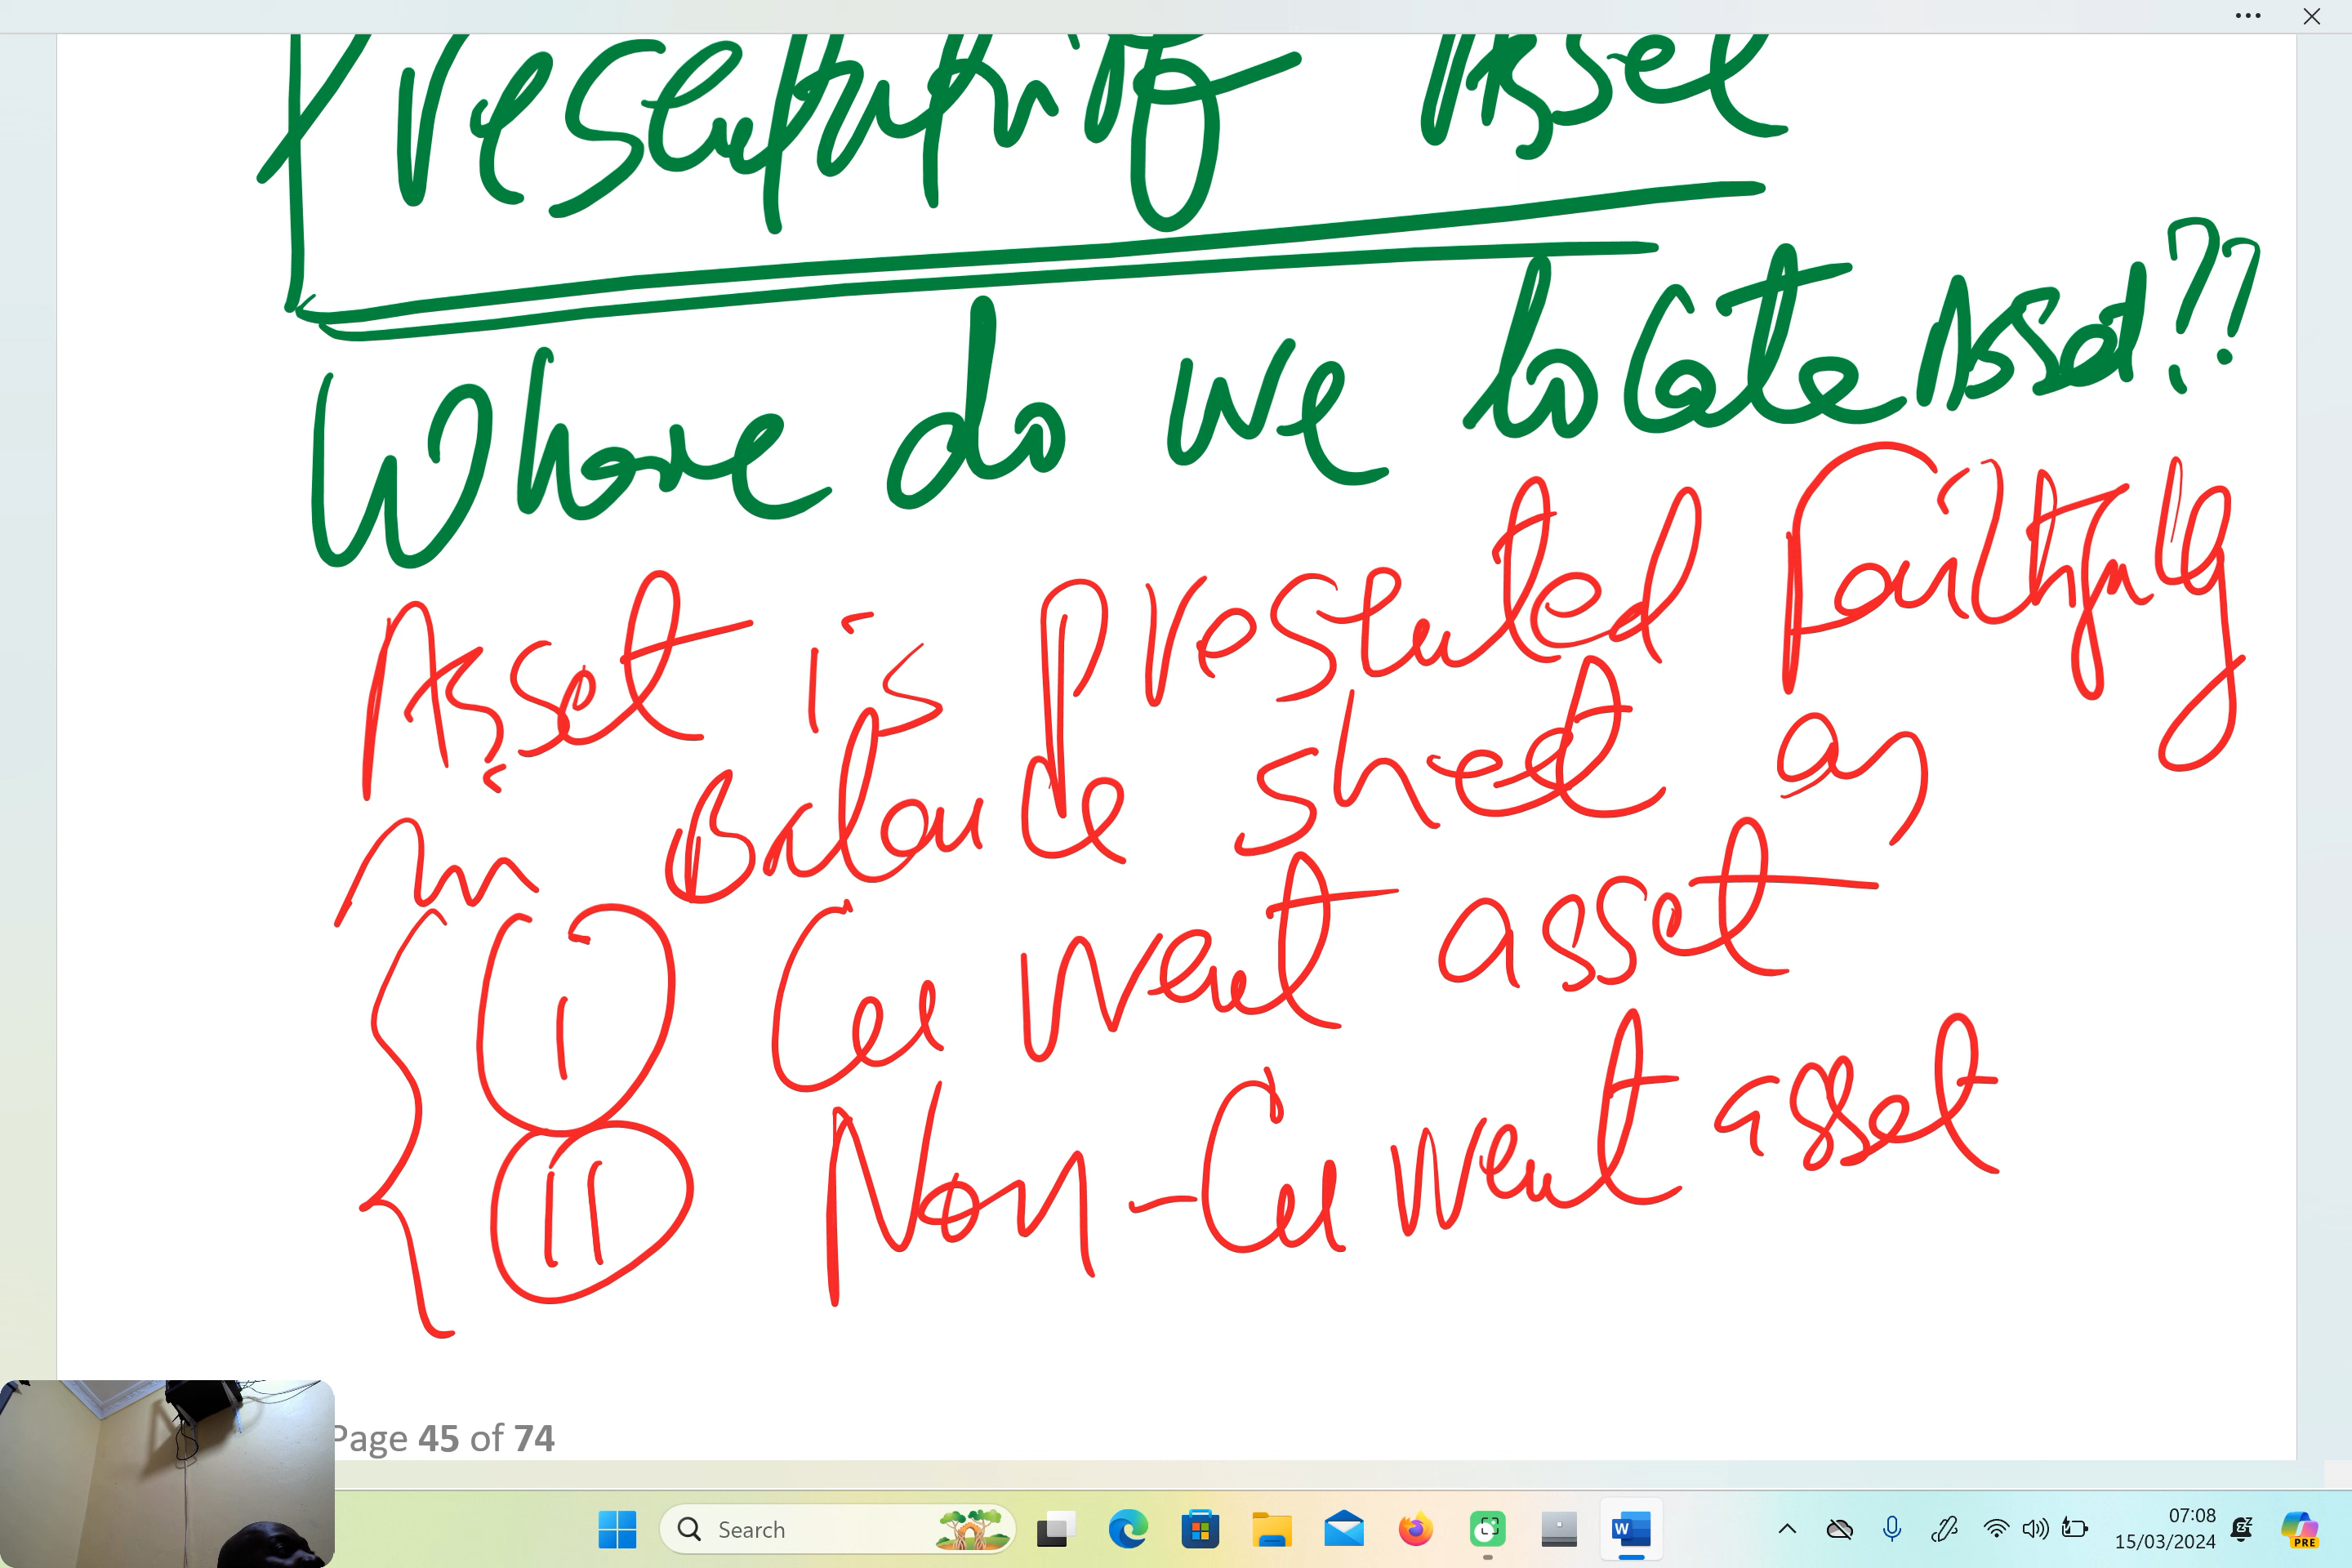 Presentation of Asset
Where do we locate Asset??
Asset is presented faithfully
in Balance sheet as,
(I) Current asset
(II) Non-Current asset
Page 45 of 74
Search
07:08
15/03/2024
PRE